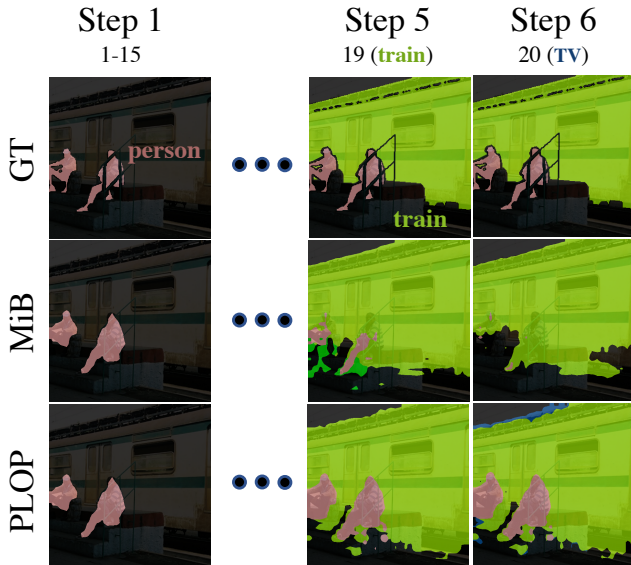 Step 1
Step 5
Step 6
1-15
19 (train)
20 (TV)
GT
person
train
MiB
PLOP